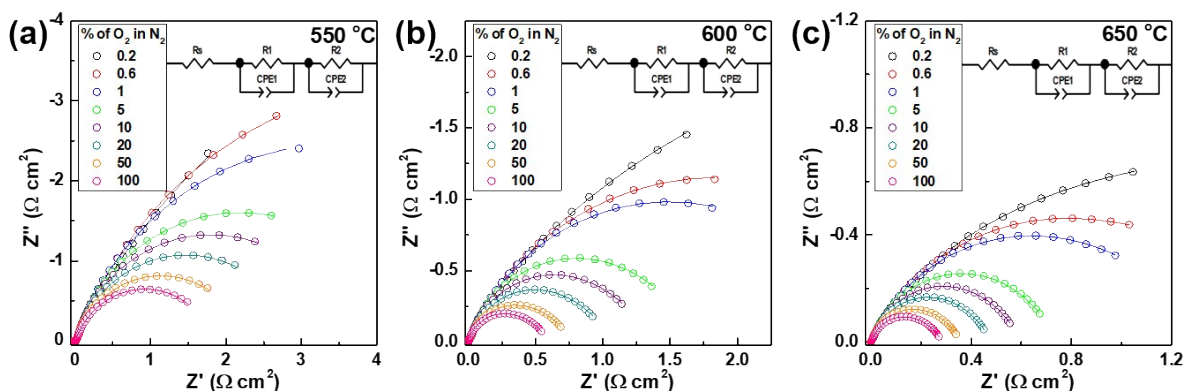 (a)
% of O2 in N2
550 °C
0.2
0.6
1
5
10
20
50
100
Rs
R1
R2
CPE1
CPE2
-4
-3
-2
-1
0
Z'' (Ω cm²)
0
1
2
3
4
Z' (Ω cm²)
(b)
% of O2 in N2
600 °C
0.2
0.6
1
5
10
20
50
100
Rs
R1
R2
CPE1
CPE2
-2.0
-1.5
-1.0
-0.5
0.0
Z'' (Ω cm²)
0.0
0.5
1.0
1.5
2.0
Z' (Ω cm²)
(c)
% of O2 in N2
650 °C
0.2
0.6
1
5
10
20
50
100
Rs
R1
R2
CPE1
CPE2
-1.2
-0.8
-0.4
0.0
Z'' (Ω cm²)
0.0
0.4
0.8
1.2
Z' (Ω cm²)